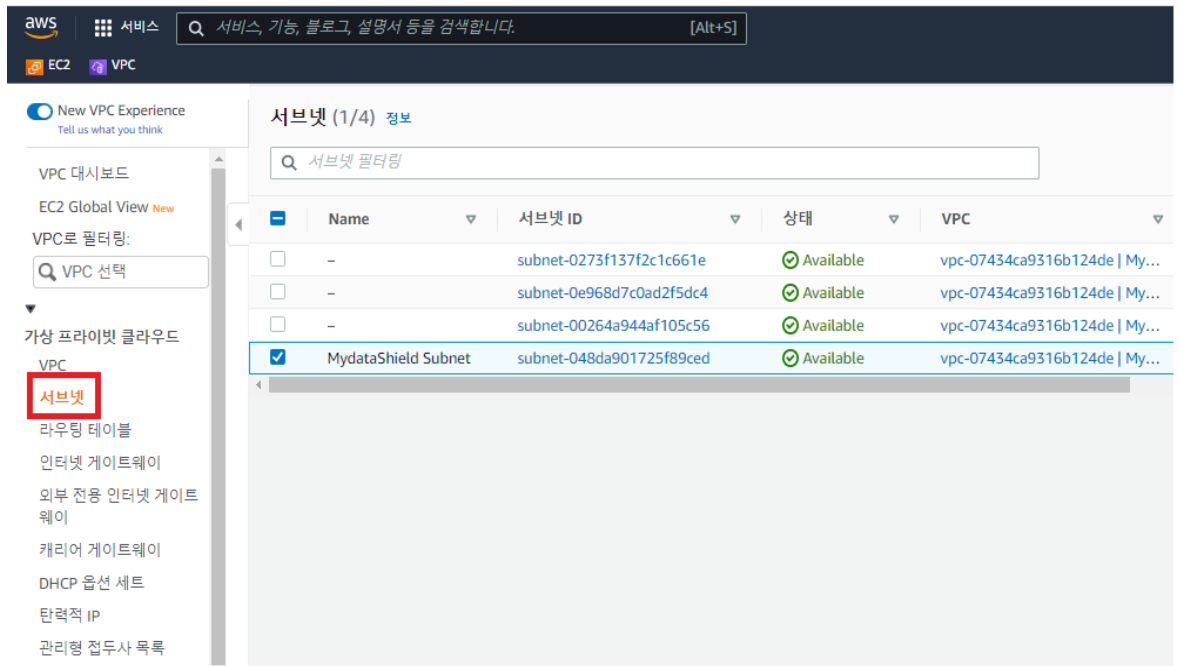 aws
서비스
서비스, 기능, 블로그, 설명서 등을 검색합니다.
[Alt+S]
EC2
VPC
New VPC Experience
Tell us what you think
VPC 대시보드
EC2 Global View New
VPC로 필터링:
VPC 선택
가상 프라이빗 클라우드
VPC
서브넷
라우팅 테이블
인터넷 게이트웨이
외부 전용 인터넷 게이트
웨이
캐리어 게이트웨이
DHCP 옵션 세트
탄력적 IP
관리형 접두사 목록
서브넷 (1/4) 정보
서브넷 필터링
Name 서브넷 ID 상태 VPC
– subnet-0273f137f2c1c661e Available vpc-07434ca9316b124de | My...
– subnet-0e968d7c0ad2f5dc4 Available vpc-07434ca9316b124de | My...
– subnet-00264a944af105c56 Available vpc-07434ca9316b124de | My...
MydataShield Subnet subnet-048da901725f89ced Available vpc-07434ca9316b124de | My...